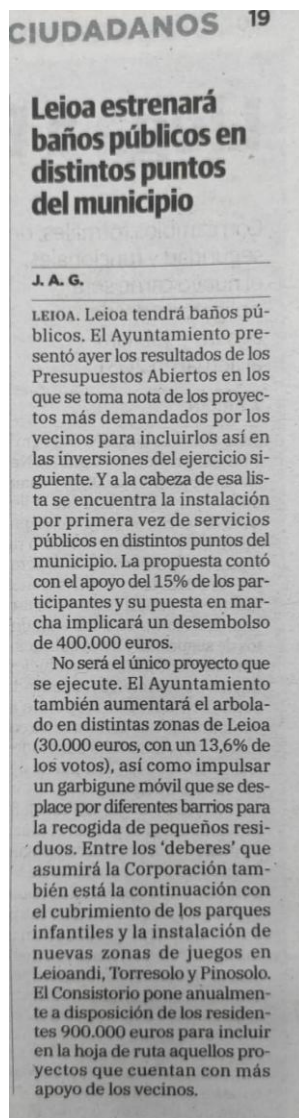 CIUDADANOS 19
Leioa estrenará
baños públicos en
distintos puntos
del municipio
J. A. G.
LEIOA. Leioa tendrá baños pú-
blicos. El Ayuntamiento pre-
sentó ayer los resultados de los
Presupuestos Abiertos en los
que se toma nota de los proyec-
tos más demandados por los
vecinos para incluirlos así en
las inversiones del ejercicio si-
guiente. Y a la cabeza de esa lis-
ta se encuentra la instalación
por primera vez de servicios
públicos en distintos puntos del
municipio. La propuesta contó
con el apoyo del 15% de los par-
ticipantes y su puesta en mar-
cha implicará un desembolso
de 400.000 euros.
No será el único proyecto que
se ejecute. El Ayuntamiento
también aumentará el arbola-
do en distintas zonas de Leioa
(30.000 euros, con un 13,6% de
los votos), así como impulsar
un garbigune móvil que se des-
place por diferentes barrios para
la recogida de pequeños resi-
duos. Entre los ‘deberes’ que
asumirá la Corporación tam-
bién está la continuación con
el cubrimiento de los parques
infantiles y la instalación de
nuevas zonas de juegos en
Leioandi, Torresolo y Pinosolo.
El Consistorio pone anualmen-
te a disposición de los residen-
tes 900.000 euros para incluir
en la hoja de ruta aquellos pro-
yectos que cuentan con más
apoyo de los vecinos.